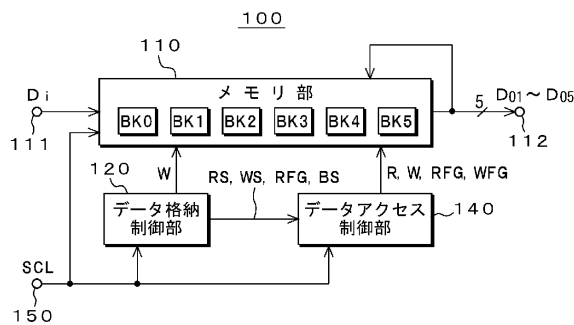 100
110
メモリ部
Di
111
BK0 BK1 BK2 BK3 BK4 BK5
5
D01～D05
112
120
W
RS, WS, RFG, BS
R, W, RFG, WFG
データ格納
制御部
データアクセス
制御部
140
SCL
150